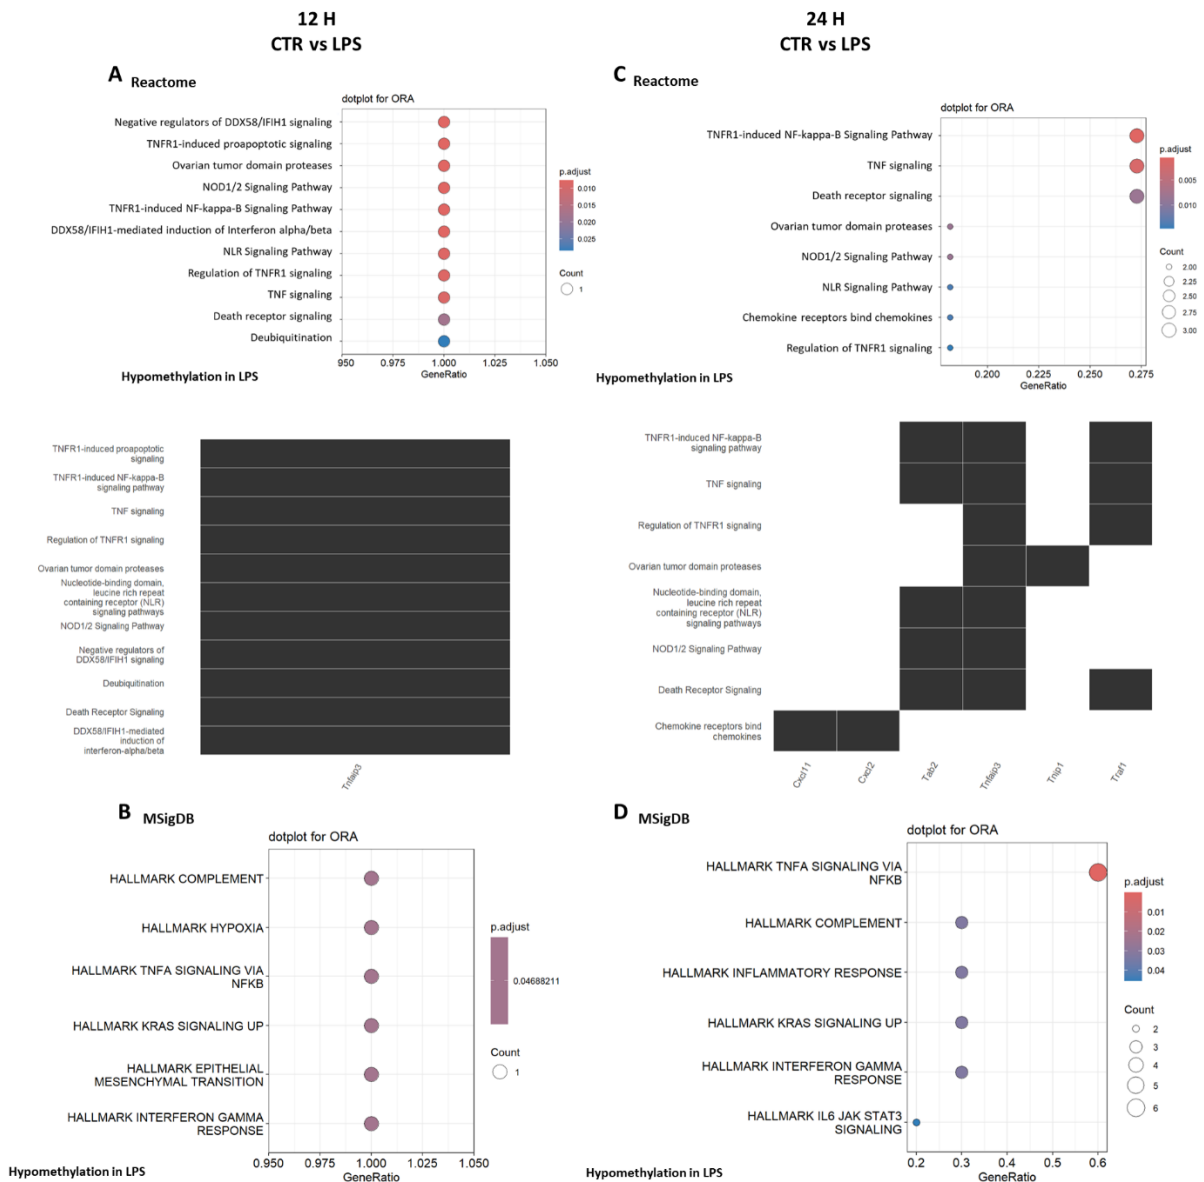 12 H
CTR vs LPS
24 H
CTR vs LPS
A Reactome
dotplot for ORA
Negative regulators of DDX58/IFIH1 signaling
TNFR1-induced proapoptotic signaling
Ovarian tumor domain proteases
NOD1/2 Signaling Pathway
TNFR1-induced NF-kappa-B Signaling Pathway
DDX58/IFIH1-mediated induction of Interferon alpha/beta
NLR Signaling Pathway
Regulation of TNFR1 signaling
TNF signaling
Death receptor signaling
Deubiquitination
950 0.975 1.000 1.025 1.050
GeneRatio
p.adjust
0.010
0.015
0.020
0.025
Count
1
Hypomethylation in LPS
TNFR1-induced proapoptotic
signaling
TNFR1-induced NF-kappa-B
signaling pathway
TNF signaling
Regulation of TNFR1 signaling
Ovarian tumor domain proteases
Nucleotide-binding domain,
leucine rich repeat
containing receptor (NLR)
signaling pathways
NOD1/2 Signaling Pathway
Negative regulators of
DDX58/IFIH1 signaling
Deubiquitination
Death Receptor Signaling
DDX58/IFIH1-mediated
induction of
interferon-alpha/beta
Tnfaip3
B MSigDB
dotplot for ORA
HALLMARK COMPLEMENT
HALLMARK HYPOXIA
HALLMARK TNFA SIGNALING VIA
NFKB
HALLMARK KRAS SIGNALING UP
HALLMARK EPITHELIAL
MESENCHYMAL TRANSITION
HALLMARK INTERFERON GAMMA
RESPONSE
0.950 0.975 1.000 1.025 1.050
GeneRatio
p.adjust
0.04688211
Count
1
Hypomethylation in LPS
C Reactome
dotplot for ORA
TNFR1-induced NF-kappa-B Signaling Pathway
TNF signaling
Death receptor signaling
Ovarian tumor domain proteases
NOD1/2 Signaling Pathway
NLR Signaling Pathway
Chemokine receptors bind chemokines
Regulation of TNFR1 signaling
0.200 0.225 0.250 0.275
GeneRatio
p.adjust
0.005
0.010
Count
2.00
2.25
2.50
2.75
3.00
Hypomethylation in LPS
TNFR1-induced NF-kappa-B
signaling pathway
TNF signaling
Regulation of TNFR1 signaling
Ovarian tumor domain proteases
Nucleotide-binding domain,
leucine rich repeat
containing receptor (NLR)
signaling pathways
NOD1/2 Signaling Pathway
Death Receptor Signaling
Chemokine receptors bind
chemokines
Cxcl11 Cxcl2 Tab2 Tnfaip3 Tnip1 Traf1
D MSigDB
dotplot for ORA
HALLMARK TNFA SIGNALING VIA
NFKB
HALLMARK COMPLEMENT
HALLMARK INFLAMMATORY RESPONSE
HALLMARK KRAS SIGNALING UP
HALLMARK INTERFERON GAMMA
RESPONSE
HALLMARK IL6 JAK STAT3
SIGNALING
0.2 0.3 0.4 0.5 0.6
GeneRatio
p.adjust
0.01
0.02
0.03
0.04
Count
2
3
4
5
6
Hypomethylation in LPS